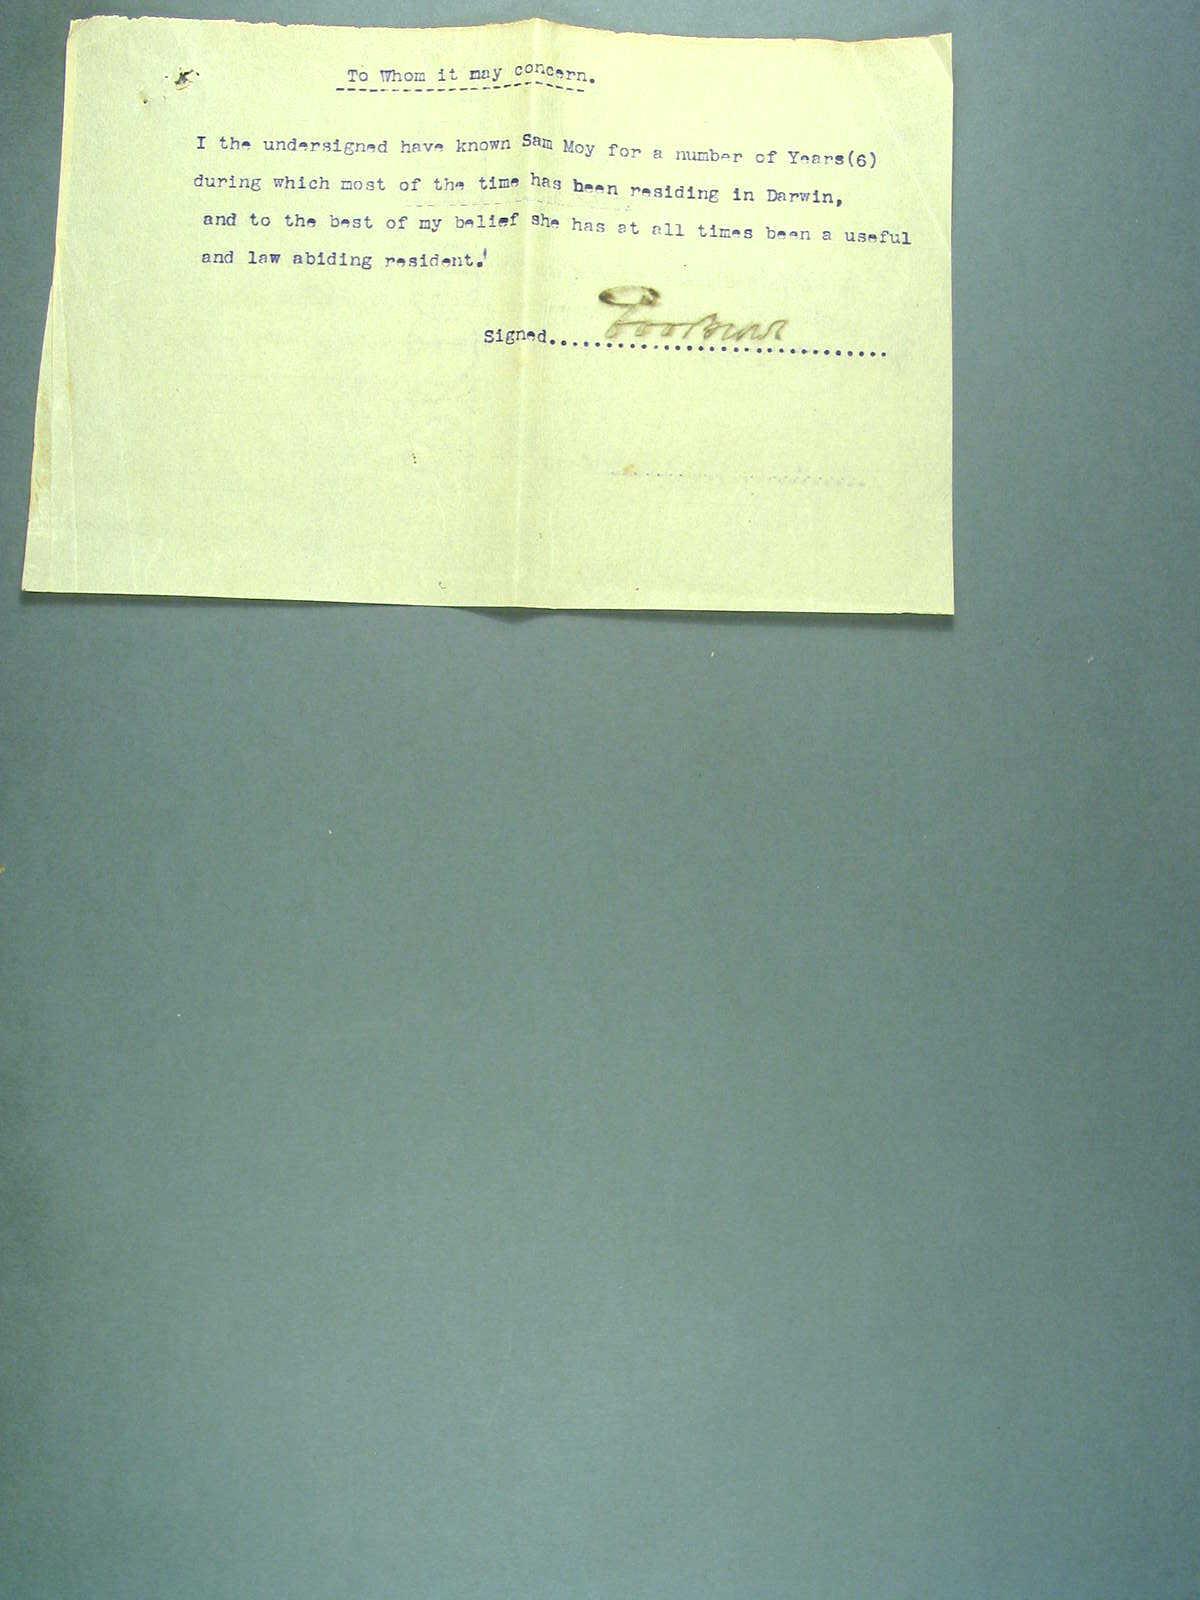 To Whom it may concern.
I the undersigned have known Sam Moy for a number of Years(6)
during which most of the time has been residing in Darwin,
and to the best of my belief she has at all times been a useful
and law abiding resident.'
Signed..................................